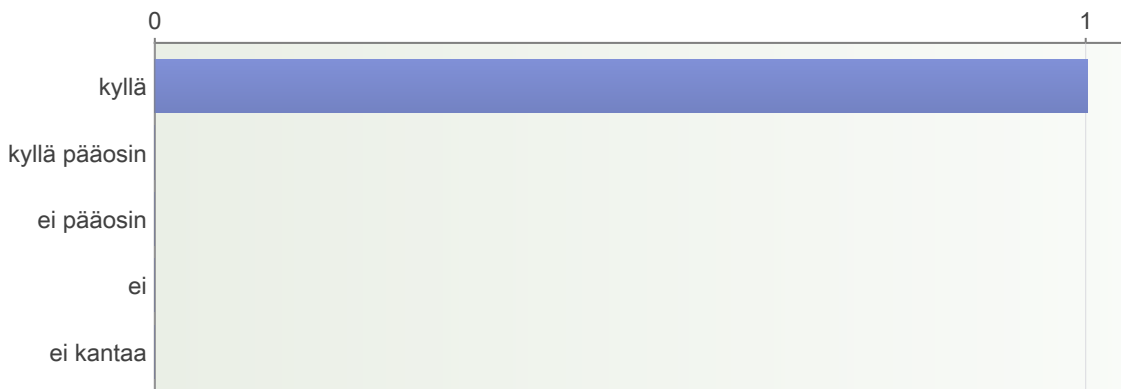 0 1
kyllä
kyllä pääosin
ei pääosin
ei
ei kantaa